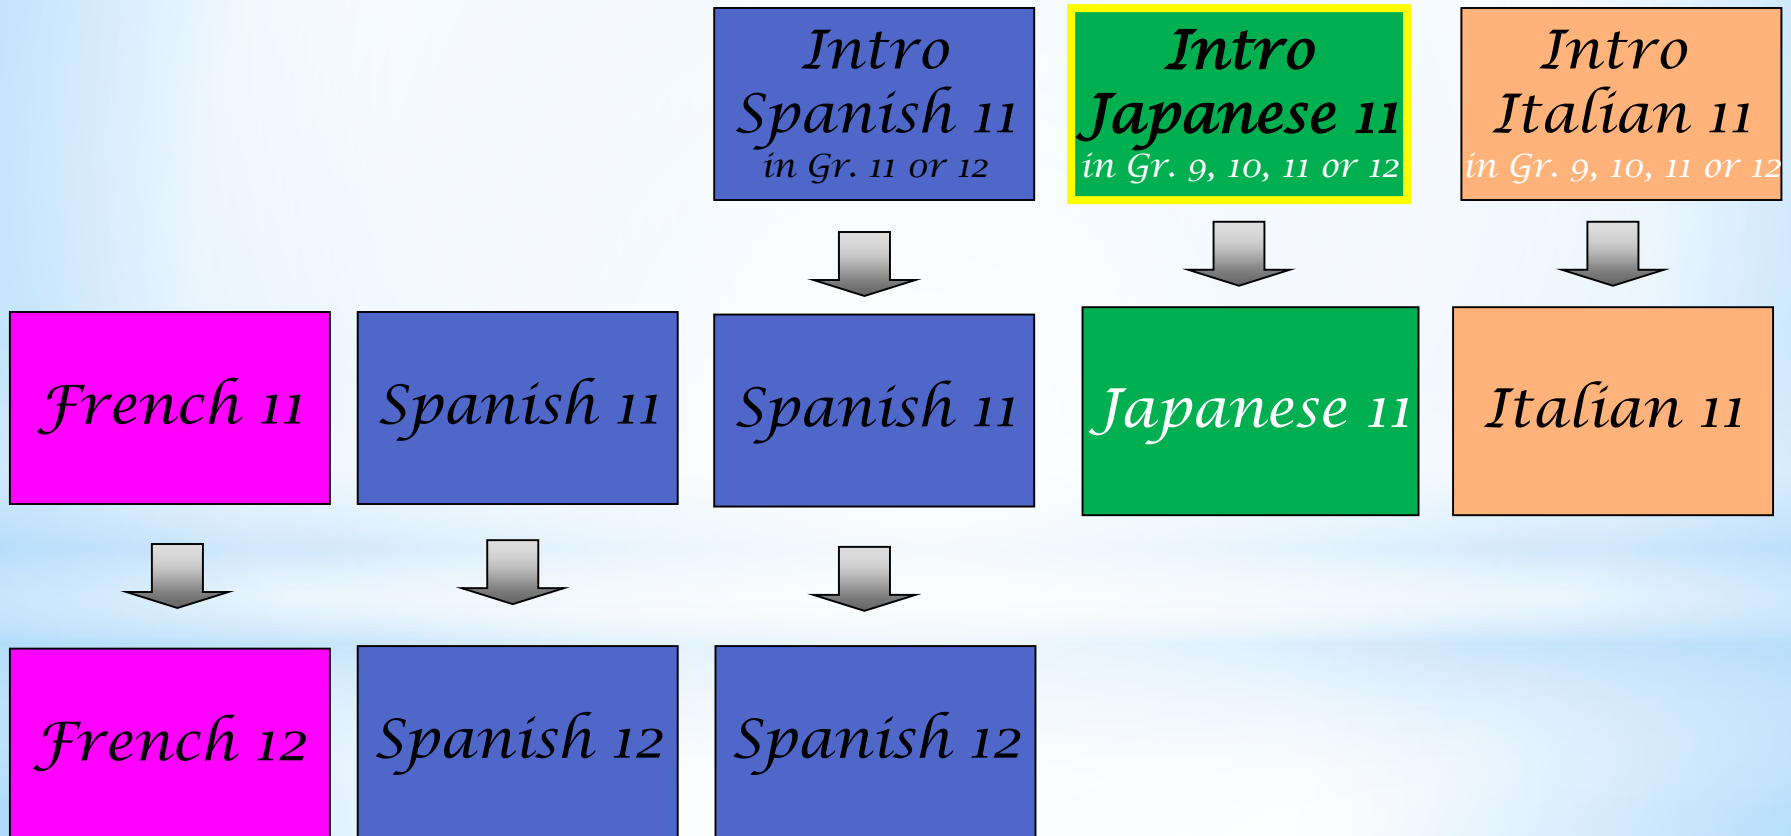 Intro
Spanish 11
in Gr. 11 or 12
Intro
Japanese 11
in Gr. 9, 10, 11 or 12
Intro
Italian 11
in Gr. 9, 10, 11 or 12
French 11
Spanish 11
Spanish 11
Japanese 11
Italian 11
French 12
Spanish 12
Spanish 12